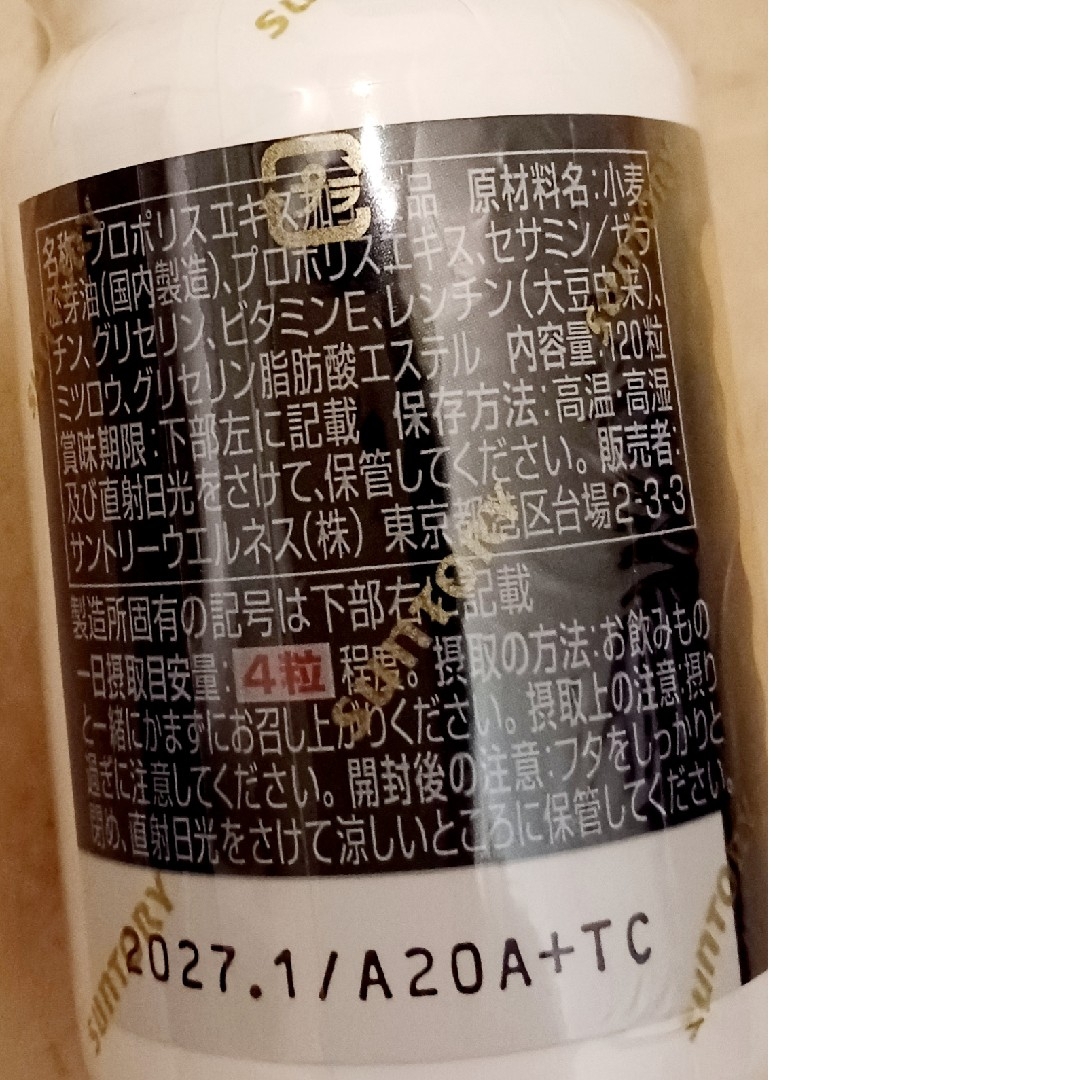 SUNTORY
プラ
名称:プロポリスエキス加工食品 原材料名:小麦
胚芽油(国内製造)、プロポリスエキス、セサミン/ゼラ
チン、グリセリン、ビタミンE、レシチン(大豆由来)、
ミツロウ、グリセリン脂肪酸エステル 内容量:120粒
賞味期限:下部左に記載 保存方法:高温・高湿
及び直射日光をさけて、保管してください。 販売者:
サントリーウエルネス(株) 東京都港区台場2-3-3
製造所固有の記号は下部右に記載
一日摂取目安量:4粒程度。摂取の方法:お飲みもの
と一緒にかまずにお召し上がりください。摂取上の注意:摂り
過ぎに注意してください。開封後の注意:フタをしっかりと
閉め、直射日光をさけて涼しいところに保管してください。
SUNTORY
2027.1/A20A+TC
SUNTORY
SUNTORY